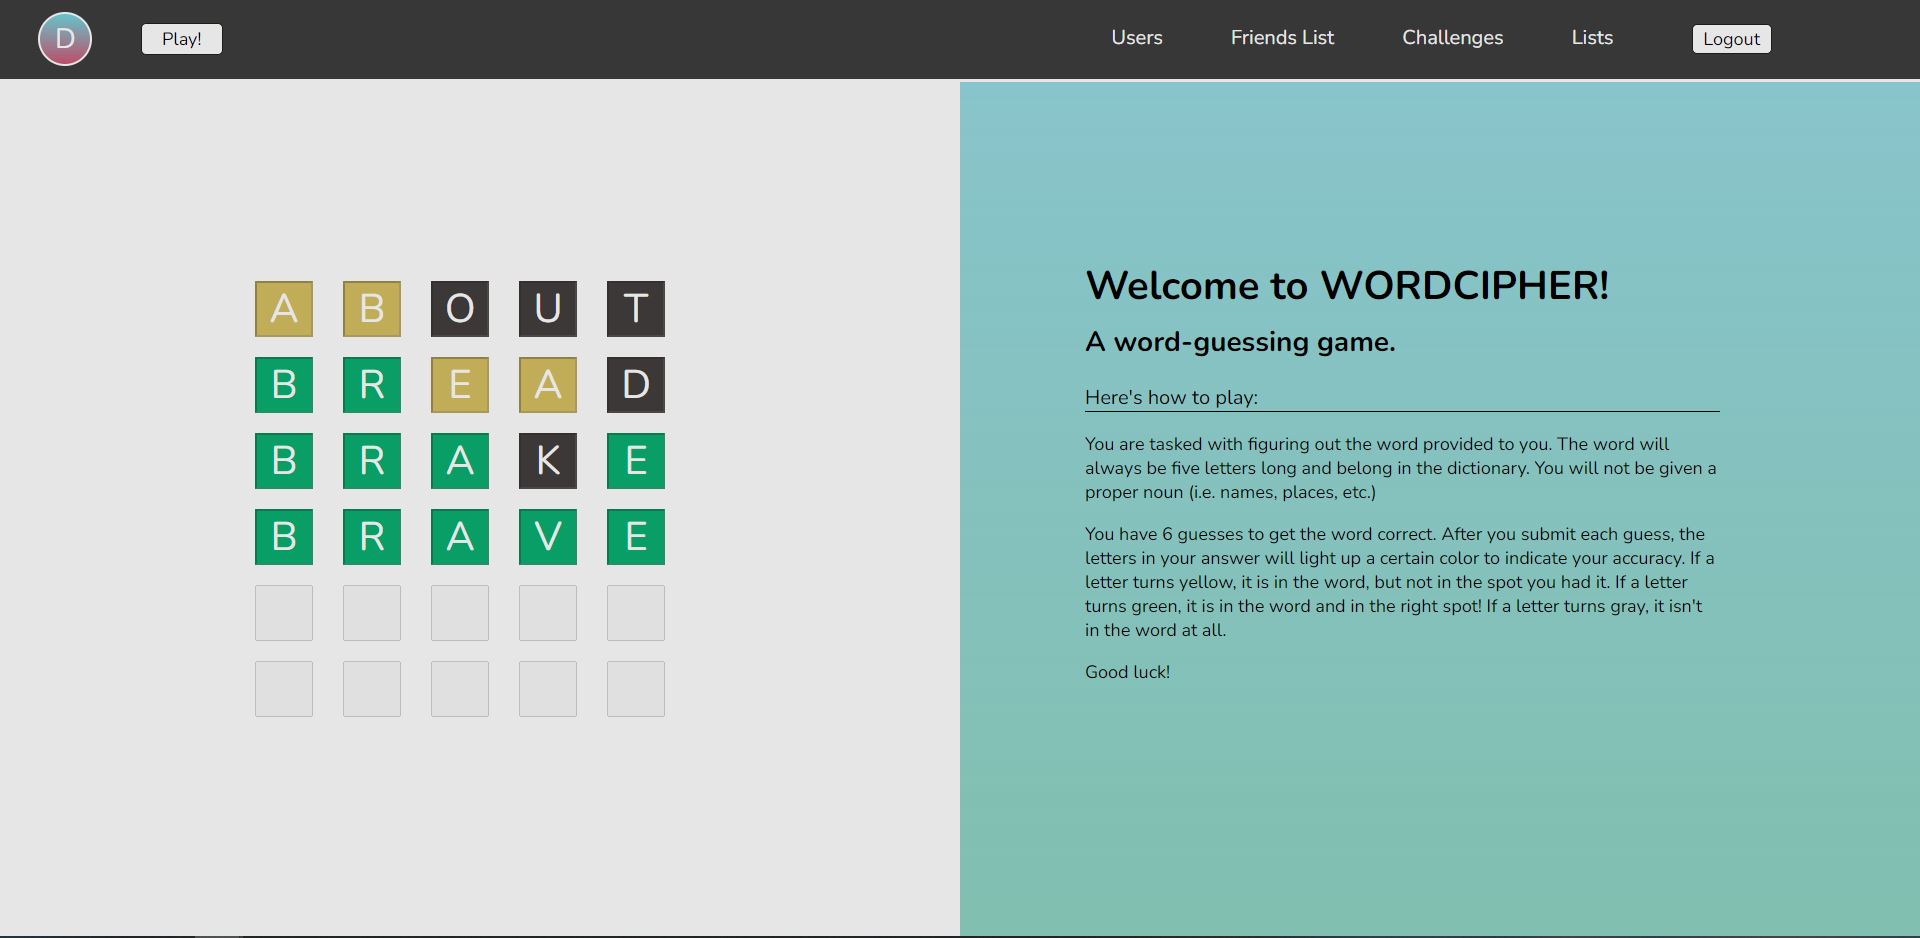 D
Play!
Users
Friends List
Challenges
Lists
Logout
A B O U T
B R E A D
B R A K E
B R A V E
Welcome to WORDCIPHER!
A word-guessing game.
Here's how to play:
You are tasked with figuring out the word provided to you. The word will
always be five letters long and belong in the dictionary. You will not be given a
proper noun (i.e. names, places, etc.)
You have 6 guesses to get the word correct. After you submit each guess, the
letters in your answer will light up a certain color to indicate your accuracy. If a
letter turns yellow, it is in the word, but not in the spot you had it. If a letter
turns green, it is in the word and in the right spot! If a letter turns gray, it isn't
in the word at all.
Good luck!